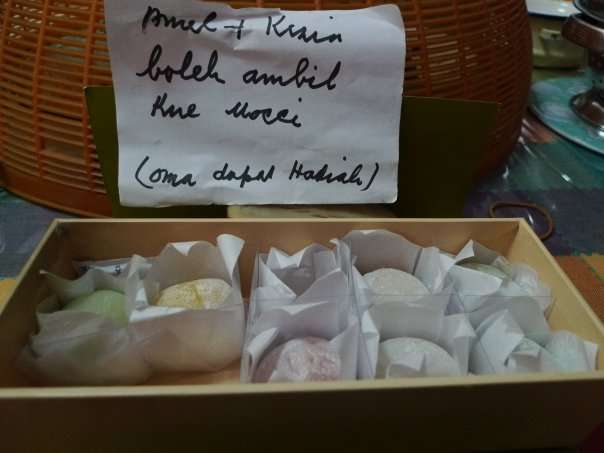 Amel + Kezia
boleh ambil
Kue Mocci
(Oma dapat Hadiah)